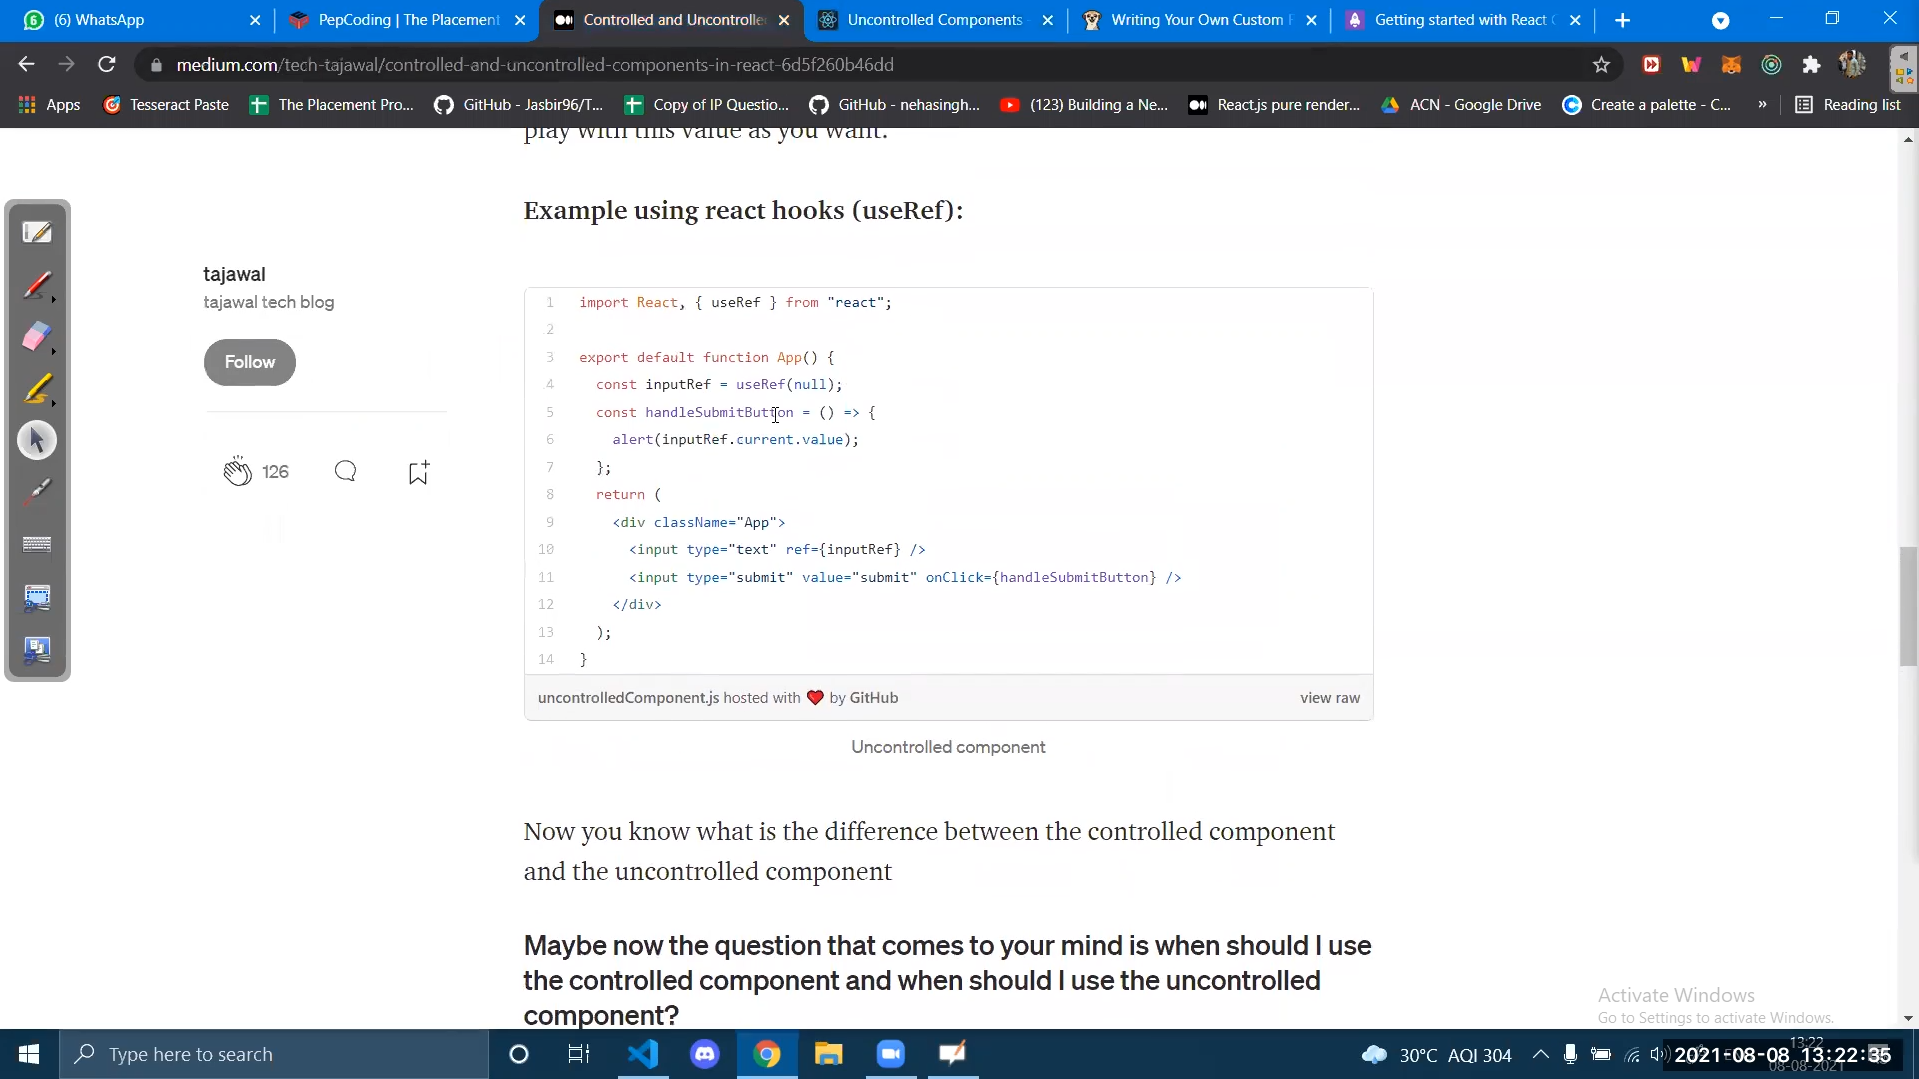 (6) WhatsApp
PepCoding | The Placement
Controlled and Uncontrolle
Uncontrolled Components
Writing Your Own Custom
Getting started with React
medium.com/tech-tajawal/controlled-and-uncontrolled-components-in-react-6d5f260b46dd
Apps
Tesseract Paste
The Placement Pro...
GitHub - Jasbir96/T...
Copy of IP Questio...
GitHub - nehasingh...
(123) Building a Ne...
React.js pure render...
ACN - Google Drive
Create a palette - C...
»
Reading list
play with this value as you want.
Example using react hooks (useRef):
tajawal
tajawal tech blog
Follow
126
1 import React, { useRef } from "react";
2
3 export default function App() {
4 const inputRef = useRef(null);
5 const handleSubmitButton = () => {
6 alert(inputRef.current.value);
7 };
8 return (
9 <div className="App">
10 <input type="text" ref={inputRef} />
11 <input type="submit" value="submit" onClick={handleSubmitButton} />
12 </div>
13 );
14 }
uncontrolledComponent.js hosted with ❤ by GitHub
view raw
Uncontrolled component
Now you know what is the difference between the controlled component
and the uncontrolled component
Maybe now the question that comes to your mind is when should I use
the controlled component and when should I use the uncontrolled
component?
Activate Windows
Go to Settings to activate Windows.
Type here to search
30°C AQI 304
13:22
2021-08-08 13:22:35
08-08-2021